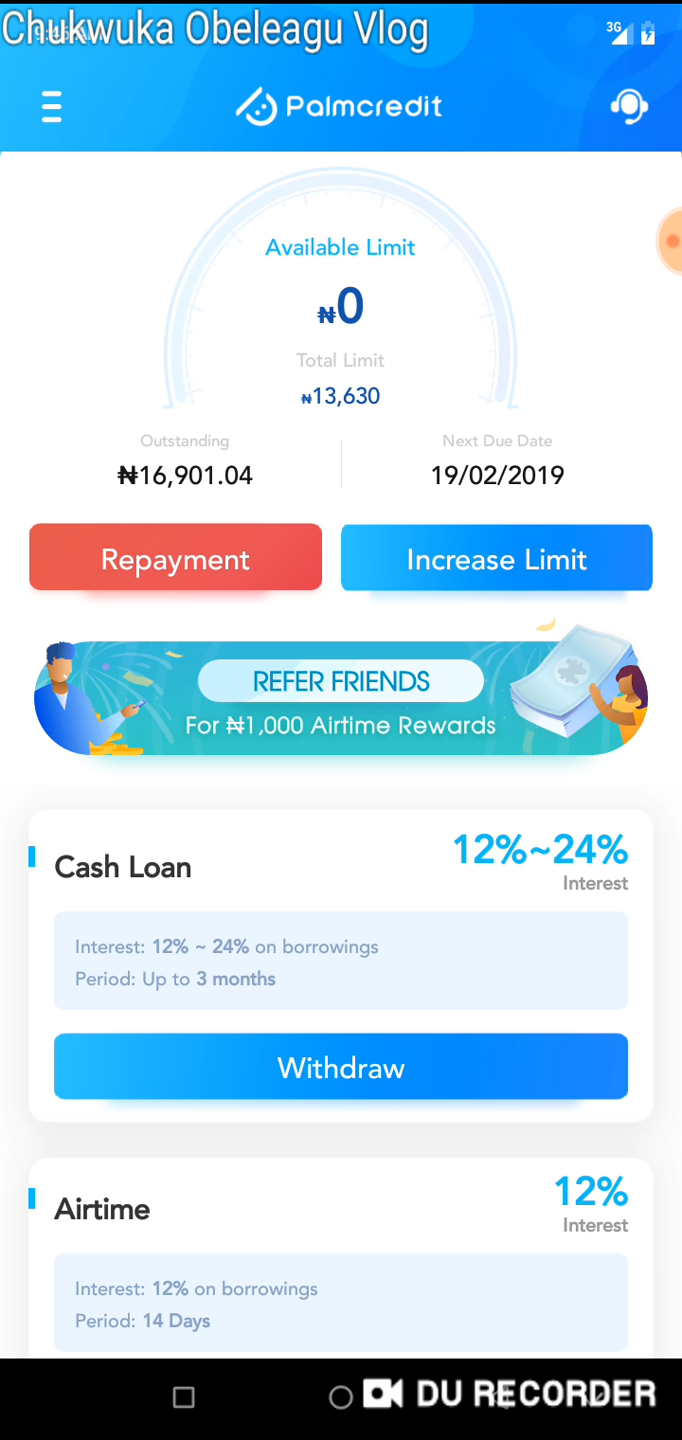 Chukwuka Obeleagu Vlog
3G
Palmcredit
Available Limit
₦0
Total Limit
₦13,630
Outstanding
Next Due Date
₦16,901.04
19/02/2019
Repayment
Increase Limit
REFER FRIENDS
For ₦1,000 Airtime Rewards
12%~24%
Cash Loan
Interest
Interest: 12% ~ 24% on borrowings
Period: Up to 3 months
Withdraw
12%
Airtime
Interest
Interest: 12% on borrowings
Period: 14 Days
DU RECORDER